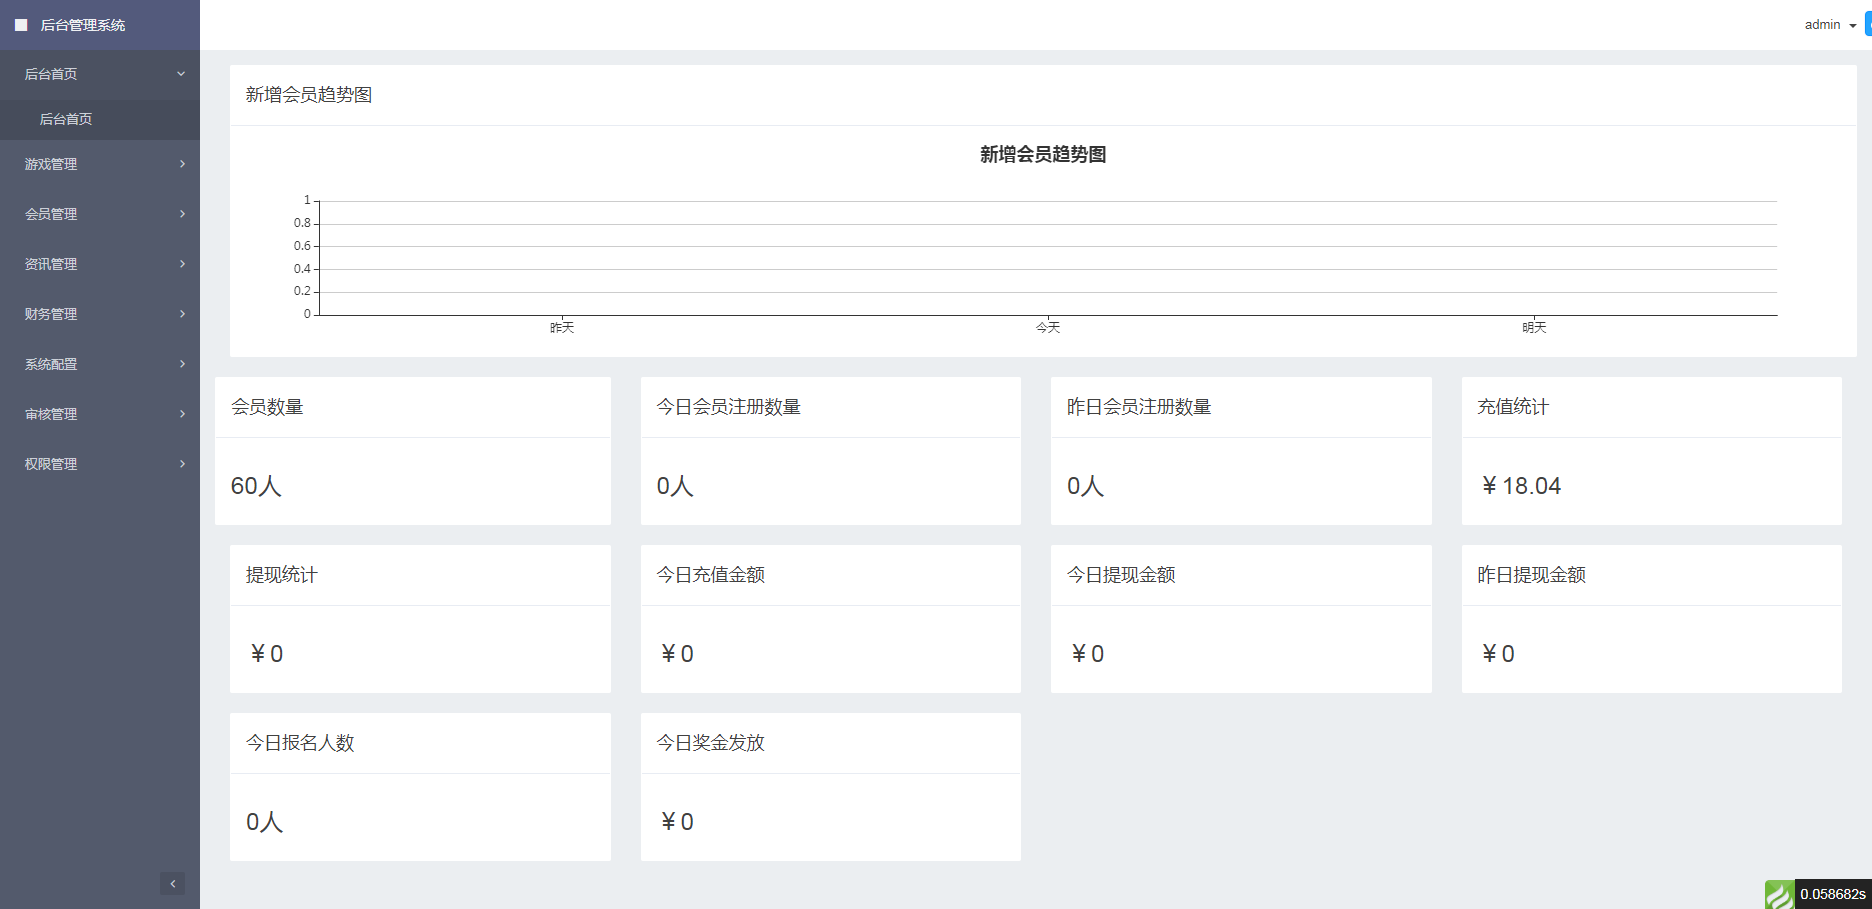 后台管理系统
admin
后台首页
后台首页
游戏管理
会员管理
资讯管理
财务管理
系统配置
审核管理
权限管理
新增会员趋势图
新增会员趋势图
1
0.8
0.6
0.4
0.2
0
昨天
今天
明天
会员数量
60人
今日会员注册数量
0人
昨日会员注册数量
0人
充值统计
¥ 18.04
提现统计
¥ 0
今日充值金额
¥ 0
今日提现金额
¥ 0
昨日提现金额
¥ 0
今日报名人数
0人
今日奖金发放
¥ 0
0.058682s